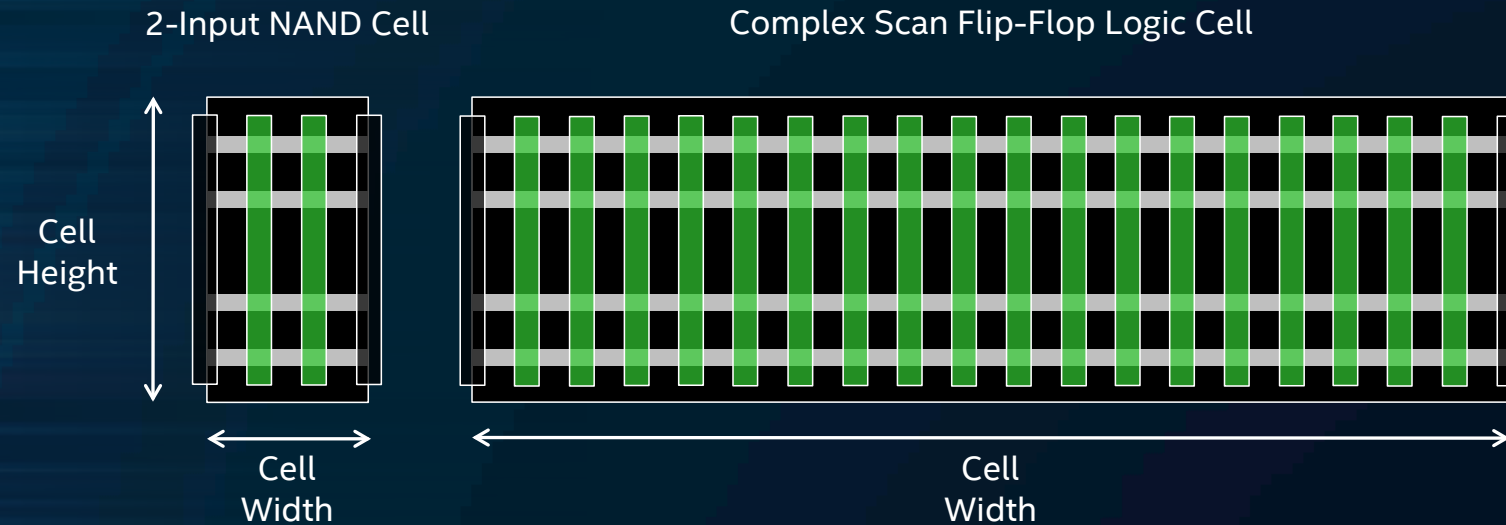 2-Input NAND Cell
Complex Scan Flip-Flop Logic Cell
Cell
Height
Cell
Width
Cell
Width